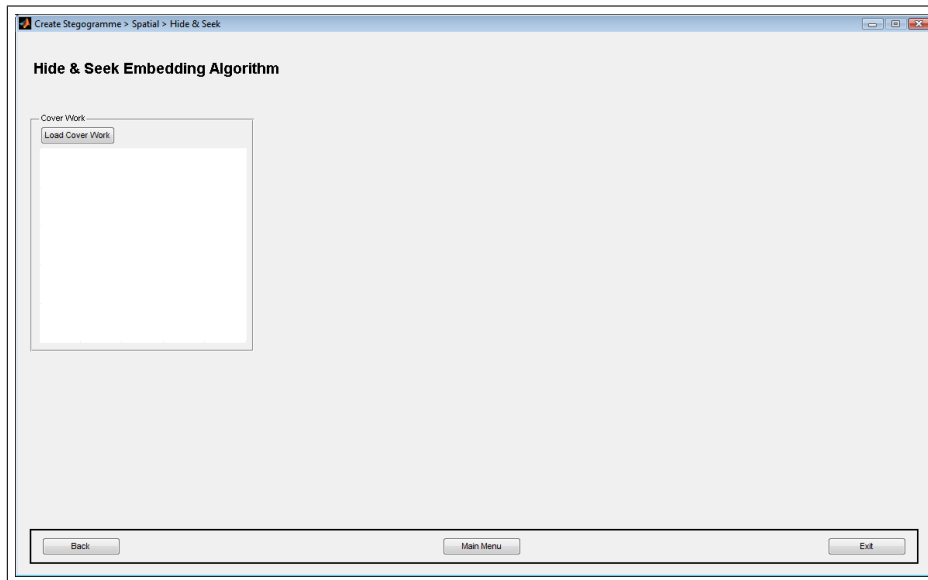 Create Stegogramme > Spatial > Hide & Seek
Hide & Seek Embedding Algorithm
Cover Work
Load Cover Work
Back
Main Menu
Exit